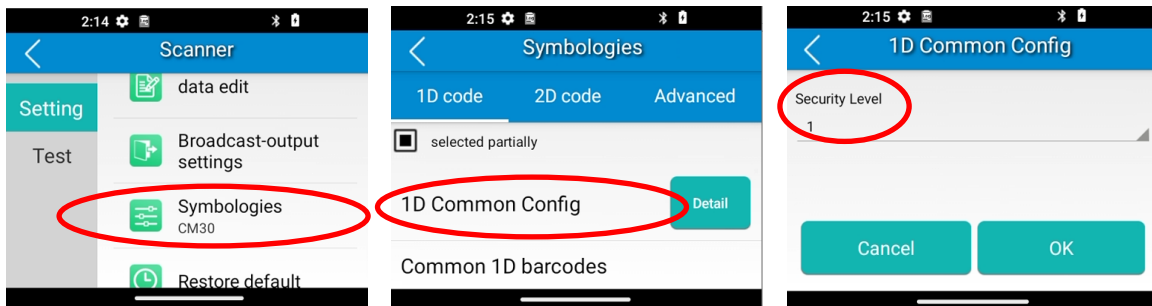 2:14
Scanner
Setting
Test
data edit
Broadcast-output
settings
Symbologies
CM30
Restore default
2:15
Symbologies
1D code
2D code
Advanced
selected partially
1D Common Config
Detail
Common 1D barcodes
2:15
1D Common Config
Security Level
1
Cancel
OK